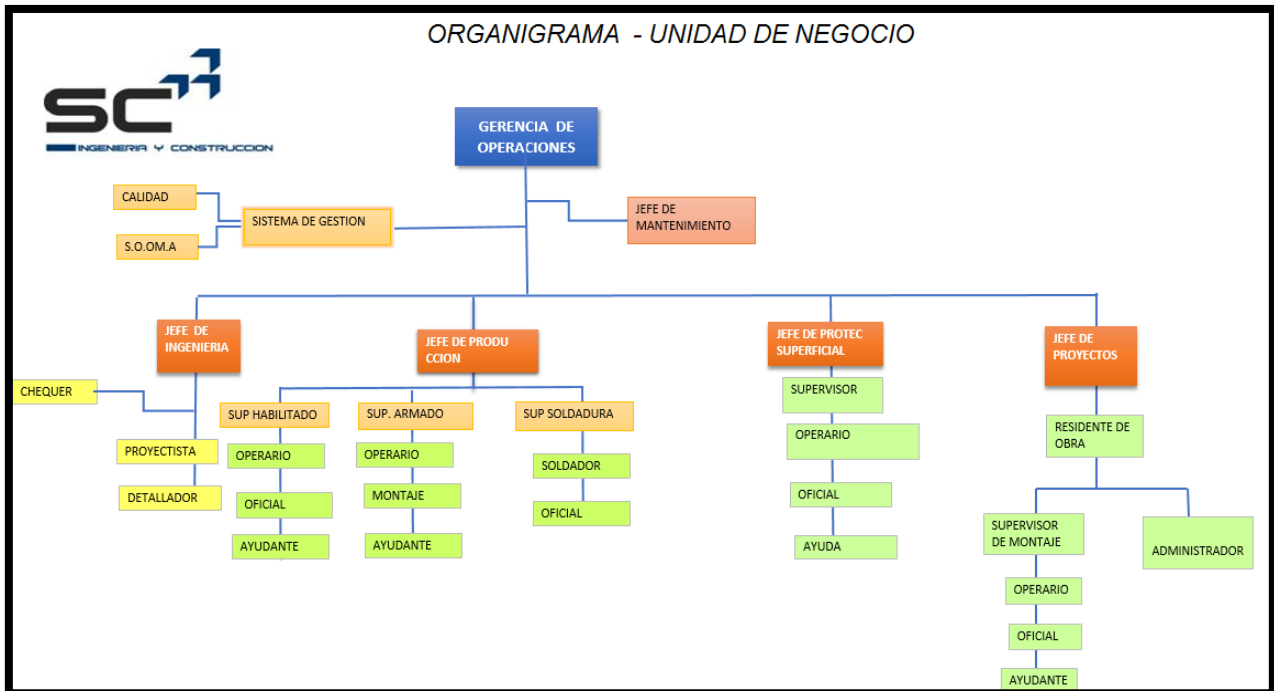 ORGANIGRAMA - UNIDAD DE NEGOCIO
SC
INGENIERIA Y CONSTRUCCION
GERENCIA DE
OPERACIONES
CALIDAD
S.O.OM.A
SISTEMA DE GESTION
JEFE DE
MANTENIMIENTO
JEFE DE
INGENIERIA
CHEQUER
PROYECTISTA
DETALLADOR
JEFE DE PRODU
CCION
SUP HABILITADO
OPERARIO
OFICIAL
AYUDANTE
SUP. ARMADO
OPERARIO
MONTAJE
AYUDANTE
SUP SOLDADURA
SOLDADOR
OFICIAL
JEFE DE PROTEC
SUPERFICIAL
SUPERVISOR
OPERARIO
OFICIAL
AYUDA
JEFE DE
PROYECTOS
RESIDENTE DE
OBRA
SUPERVISOR
DE MONTAJE
OPERARIO
OFICIAL
AYUDANTE
ADMINISTRADOR